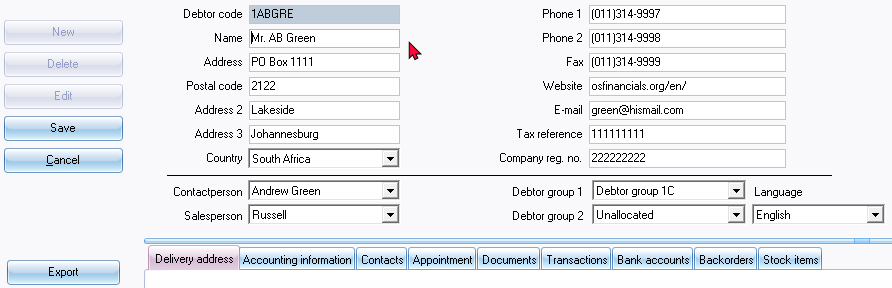 New
Delete
Edit
Save
Cancel
Export
Debtor code 1ABGRE
Name Mr. AB Green
Address PO Box 1111
Postal code 2122
Address 2 Lakeside
Address 3 Johannesburg
Country South Africa
Phone 1 (011)314-9997
Phone 2 (011)314-9998
Fax (011)314-9999
Website osfinancials.org/en/
E-mail green@hismail.com
Tax reference 111111111
Company reg. no. 222222222
Contactperson Andrew Green
Salesperson Russell
Debtor group 1 Debtor group 1C
Debtor group 2 Unallocated
Language
English
Delivery address Accounting information Contacts Appointment Documents Transactions Bank accounts Backorders Stock items